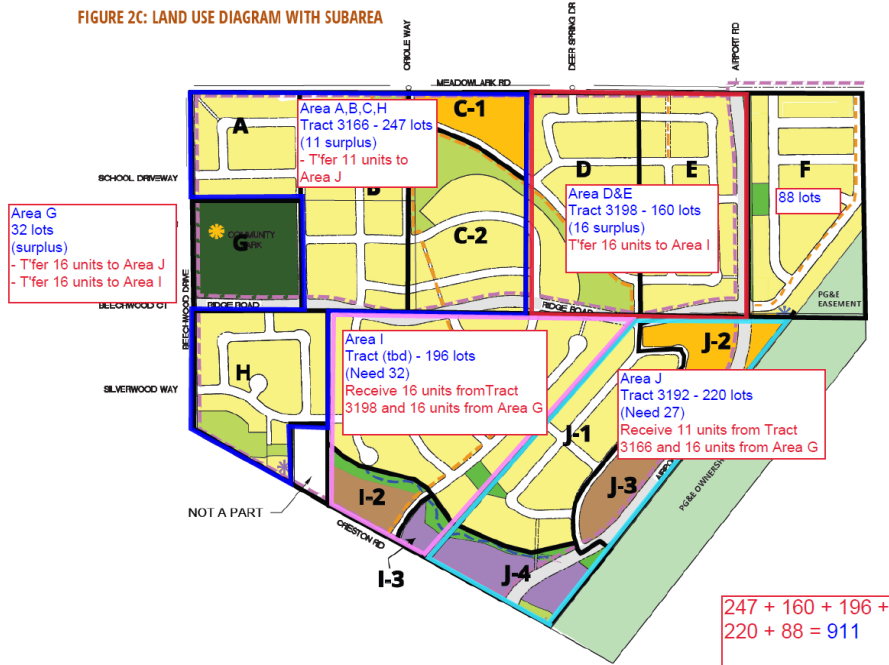 FIGURE 2C: LAND USE DIAGRAM WITH SUBAREA
ORIOLE WAY
DEER SPRING DR
AIRPORT RD
MEADOWLARK RD
A
Area A,B,C,H
Tract 3166 - 247 lots
(11 surplus)
- T'fer 11 units to
Area J
C-1
D
E
F
SCHOOL DRIVEWAY
B
Area D&E
Tract 3198 - 160 lots
(16 surplus)
T'fer 16 to Area I
88 lots
Area G
32 lots
(surplus)
- T'fer 16 units to Area J
- T'fer 16 units to Area I
COMMUNITY
PARK
G
C-2
BEECHWOOD CT
BEECHWOOD DRIVE
RIDGE ROAD
RIDGE ROAD
PG&E
EASEMENT
H
SILVERWOOD WAY
Area I
Tract (tbd) - 196 lots
(Need 32)
Receive 16 units fromTract
3198 and 16 units from Area G
J-2
Area J
Tract 3192 - 220 lots
(Need 27)
Receive 11 units from Tract
3166 and 16 units from Area G
J-1
J-3
PG&E OWNERSH
NOT A PART
I-2
CRESTON RD
I-3
J-4
247 + 160 + 196 +
220 + 88 = 911